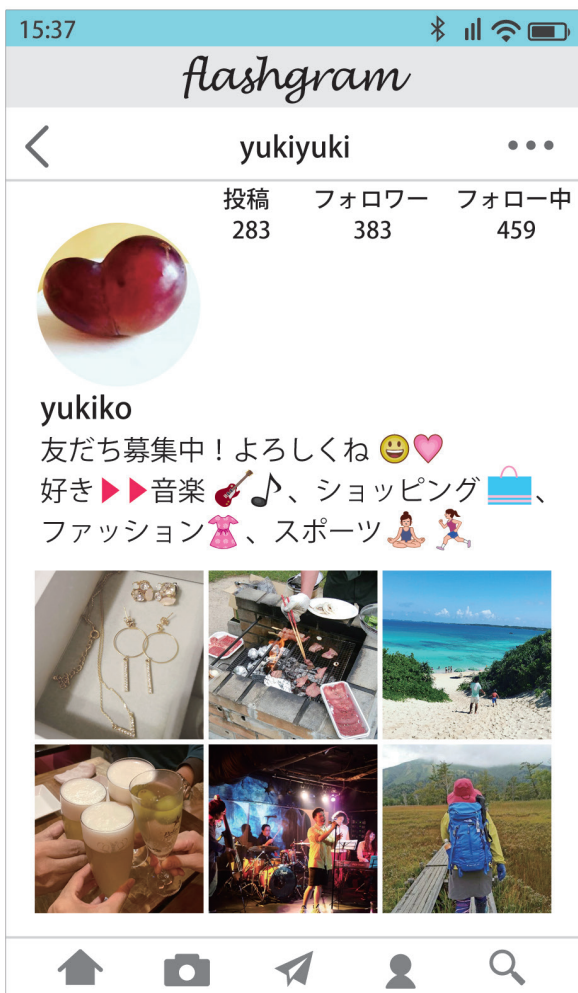 15:37
flashgram
yukiyuki
投稿 フォロワー フォロー中
283 383 459
yukiko
友だち募集中！よろしくね 😃💗
好き▶▶音楽🎸♪、ショッピング🛍、
ファッション👗、スポーツ🧘🏃